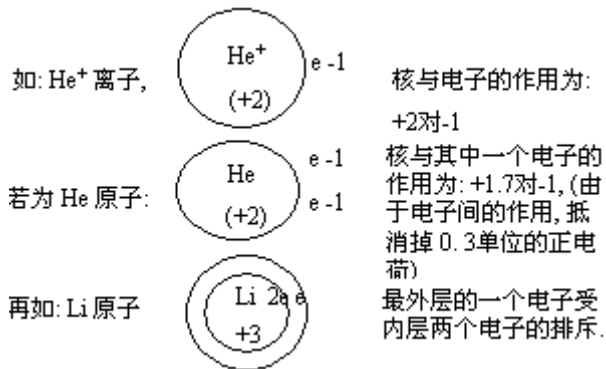 如: He⁺ 离子,
He⁺
(+2)
e -1
核与电子的作用为:
+2对-1
若为 He 原子:
He
(+2)
e -1
e -1
核与其中一个电子的
作用为: +1.7对-1, (由
于电子间的作用, 抵
消掉 0. 3单位的正电
荷)
再如: Li 原子
Li 2e e
+3
最外层的一个电子受
内层两个电子的排斥.